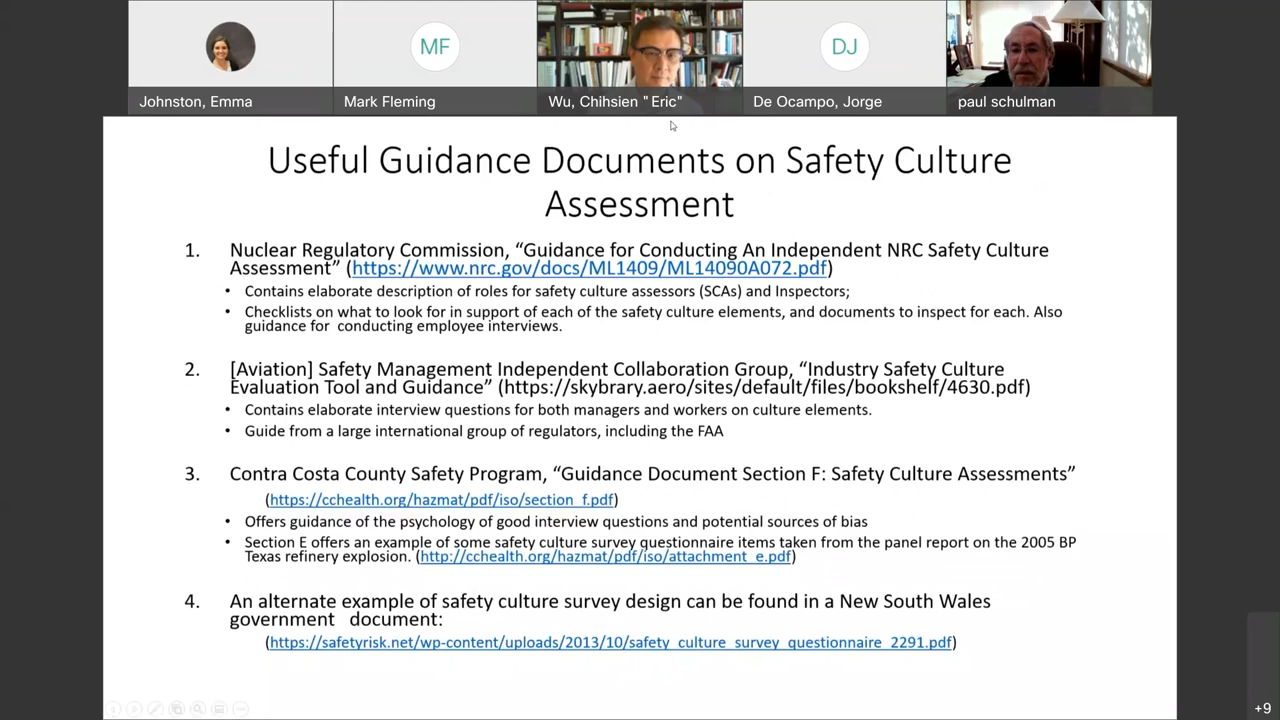 MF
DJ
Johnston, Emma
Mark Fleming
Wu, Chihsien "Eric"
De Ocampo, Jorge
paul schulman
Useful Guidance Documents on Safety Culture
Assessment
1. Nuclear Regulatory Commission, “Guidance for Conducting An Independent NRC Safety Culture
Assessment” (https://www.nrc.gov/docs/ML1409/ML14090A072.pdf)
• Contains elaborate description of roles for safety culture assessors (SCAs) and Inspectors;
• Checklists on what to look for in support of each of the safety culture elements, and documents to inspect for each. Also
guidance for conducting employee interviews.
2. [Aviation] Safety Management Independent Collaboration Group, “Industry Safety Culture
Evaluation Tool and Guidance” (https://skybrary.aero/sites/default/files/bookshelf/4630.pdf)
• Contains elaborate interview questions for both managers and workers on culture elements.
• Guide from a large international group of regulators, including the FAA
3. Contra Costa County Safety Program, “Guidance Document Section F: Safety Culture Assessments”
(https://cchealth.org/hazmat/pdf/iso/section_f.pdf)
• Offers guidance of the psychology of good interview questions and potential sources of bias
• Section E offers an example of some safety culture survey questionnaire items taken from the panel report on the 2005 BP
Texas refinery explosion. (http://cchealth.org/hazmat/pdf/iso/attachment_e.pdf)
4. An alternate example of safety culture survey design can be found in a New South Wales
government document:
(https://safetyrisk.net/wp-content/uploads/2013/10/safety_culture_survey_questionnaire_2291.pdf)
+9